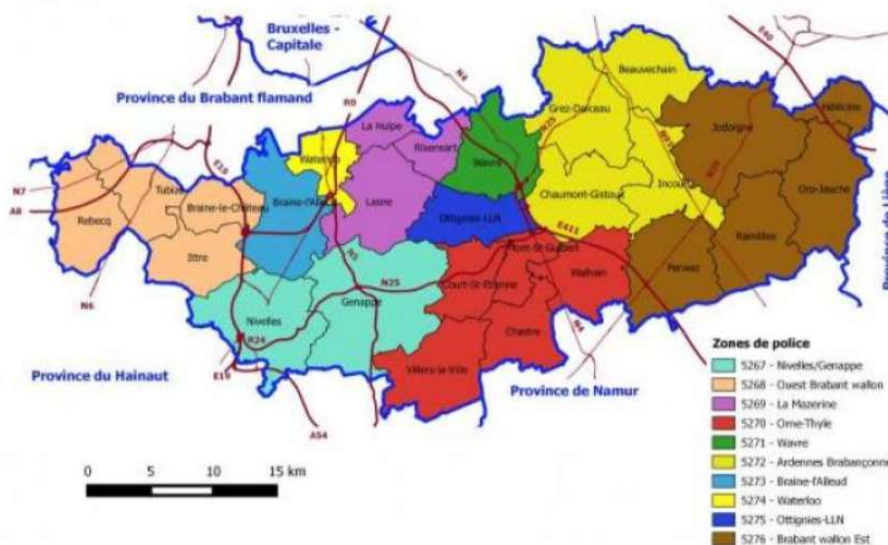 Bruxelles -
Capitale
E40
N4
Province du Brabant flamand
R0
Beauvechain
Grez-Doiceau
N25
Hélécine
La Hulpe
Rixensart
Wavre
Jodoigne
Waterloo
E19
N7
A8
Tubize
Rebecq
Braine-le-Château
Braine-l'Alleud
Lasne
Chaumont-Gistoux
Incourt
Orp-Jauche
Ottignies-LLN
Ittre
E411
Mont-St-Guibert
Ramillies
Perwez
Walhain
N6
N5
N25
Genappe
Court-St-Etienne
Nivelles
R24
Chastre
N4
Villers-la-Ville
E19
A54
Province du Hainaut
Province de Namur
Zones de police
5267 - Nivelles/Genappe
5268 - Ouest Brabant wallon
5269 - La Mazerine
5270 - Orne-Thyle
5271 - Wavre
5272 - Ardennes Brabançonne
5273 - Braine-l'Alleud
5274 - Waterloo
5275 - Ottignies-LLN
5276 - Brabant wallon Est
0 5 10 15 km